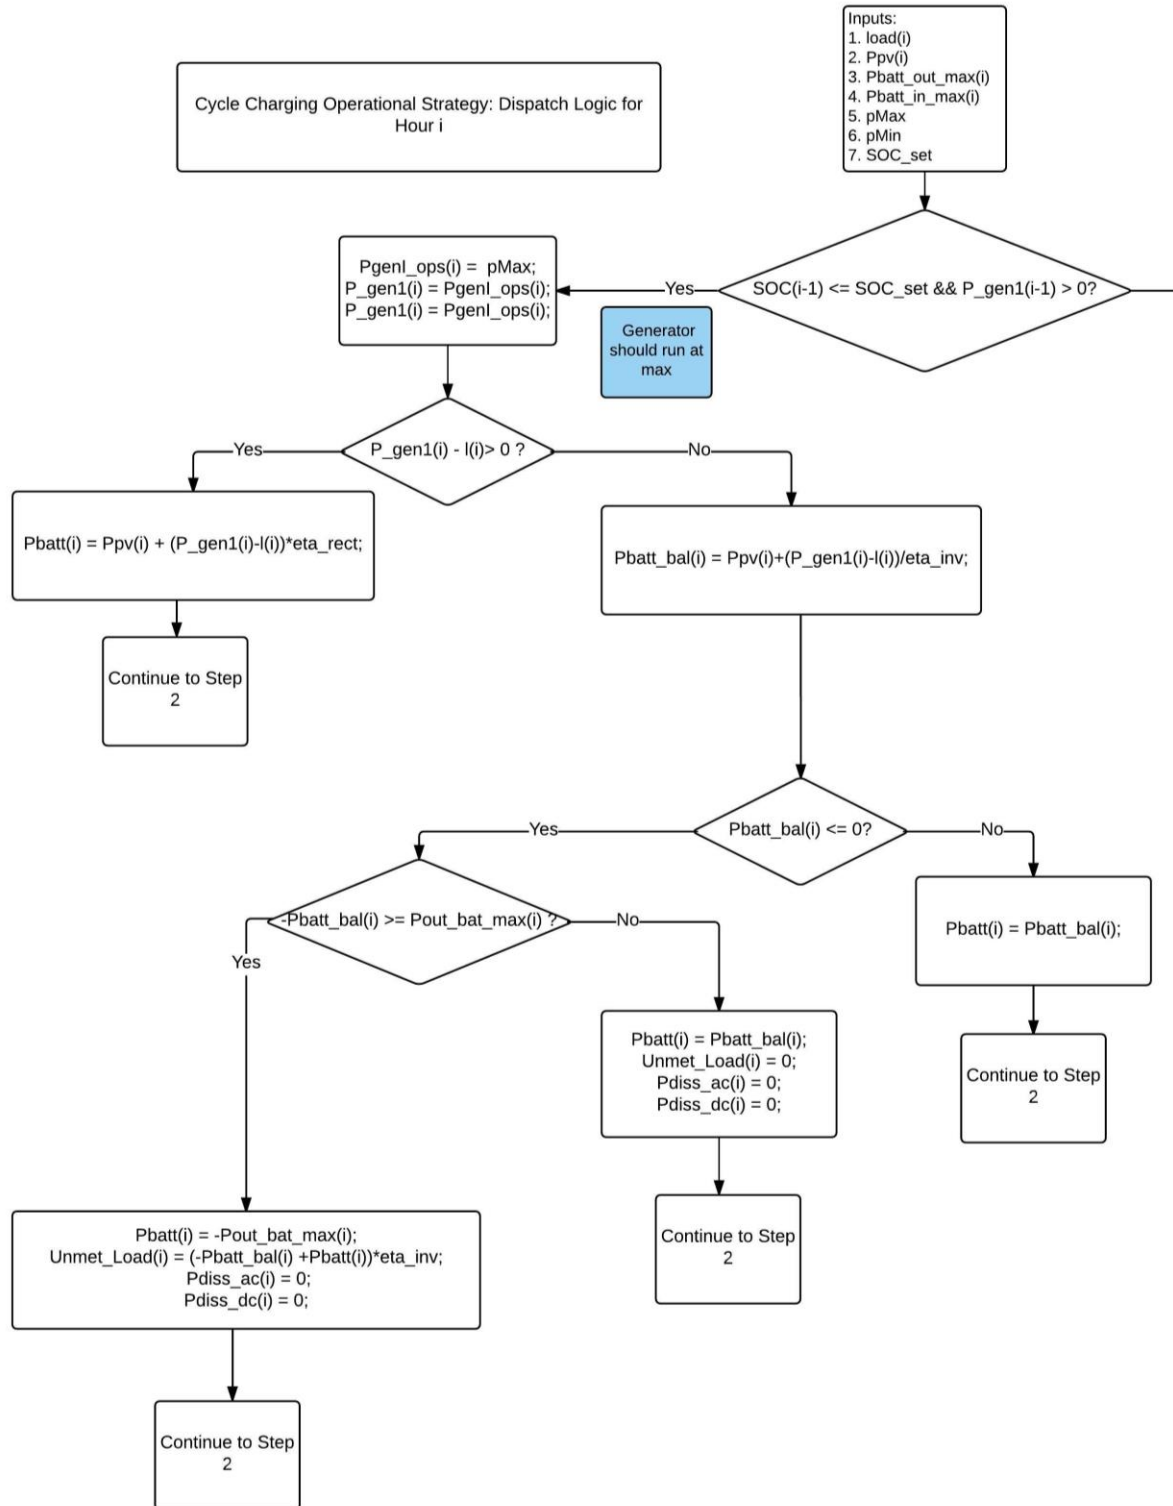 Inputs:
1. load(i)
2. Ppv(i)
3. Pbatt_out_max(i)
4. Pbatt_in_max(i)
5. pMax
6. pMin
7. SOC_set
Cycle Charging Operational Strategy: Dispatch Logic for
Hour i
SOC(i-1) <= SOC_set && P_gen1(i-1) > 0?
Yes
PgenI_ops(i) = pMax;
P_gen1(i) = PgenI_ops(i);
P_gen1(i) = PgenI_ops(i);
Generator
should run at
max
P_gen1(i) - l(i)> 0 ?
Yes
No
Pbatt(i) = Ppv(i) + (P_gen1(i)-l(i))*eta_rect;
Pbatt_bal(i) = Ppv(i)+(P_gen1(i)-l(i))/eta_inv;
Continue to Step
2
Pbatt_bal(i) <= 0?
Yes
No
-Pbatt_bal(i) >= Pout_bat_max(i) ?
No
Yes
Pbatt(i) = Pbatt_bal(i);
Pbatt(i) = Pbatt_bal(i);
Unmet_Load(i) = 0;
Pdiss_ac(i) = 0;
Pdiss_dc(i) = 0;
Continue to Step
2
Pbatt(i) = -Pout_bat_max(i);
Unmet_Load(i) = (-Pbatt_bal(i) +Pbatt(i))*eta_inv;
Pdiss_ac(i) = 0;
Pdiss_dc(i) = 0;
Continue to Step
2
Continue to Step
2